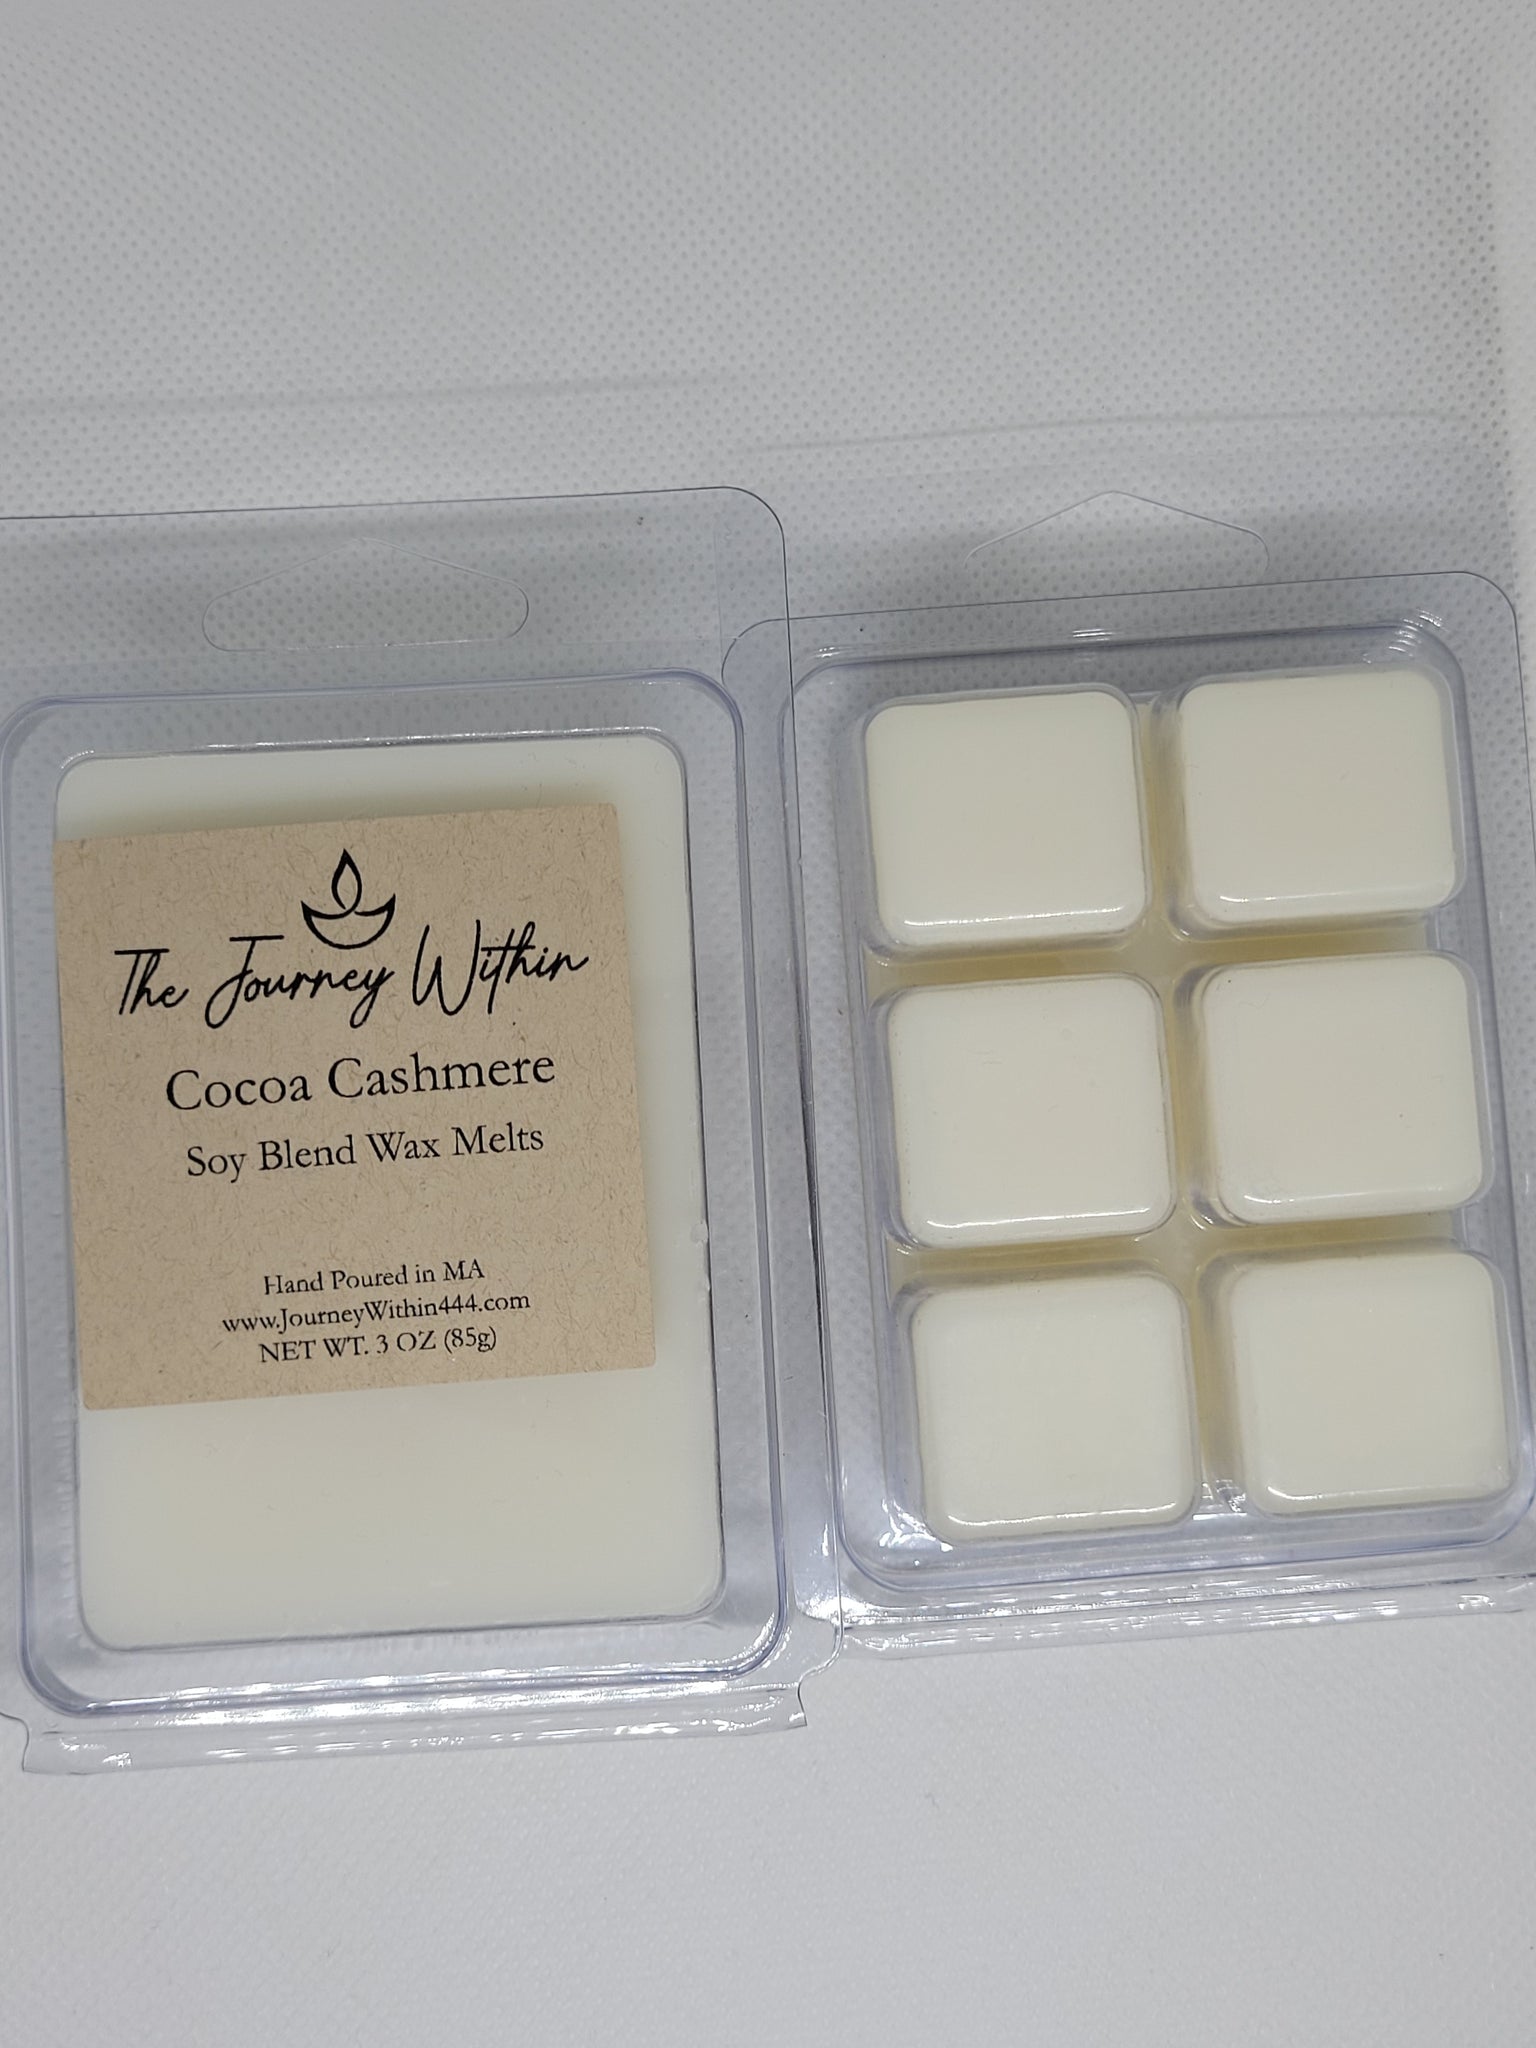 The Journey Within
Cocoa Cashmere
Soy Blend Wax Melts
Hand Poured in MA
www.JourneyWithin444.com
NET WT. 3 OZ (85g)